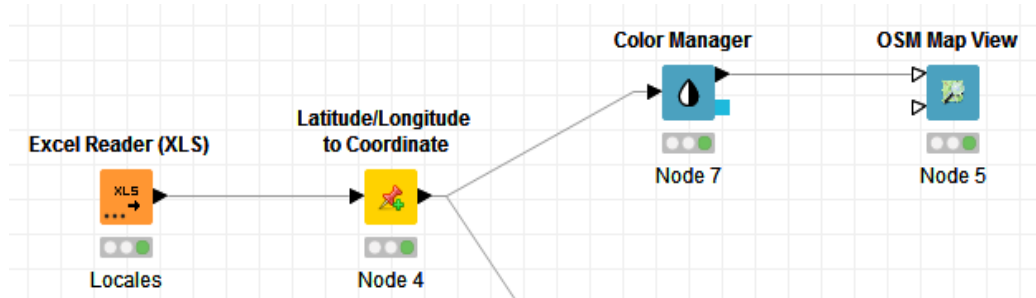 Color Manager
OSM Map View
Latitude/Longitude
to Coordinate
Excel Reader (XLS)
XLS
Node 7
Node 5
Locales
Node 4